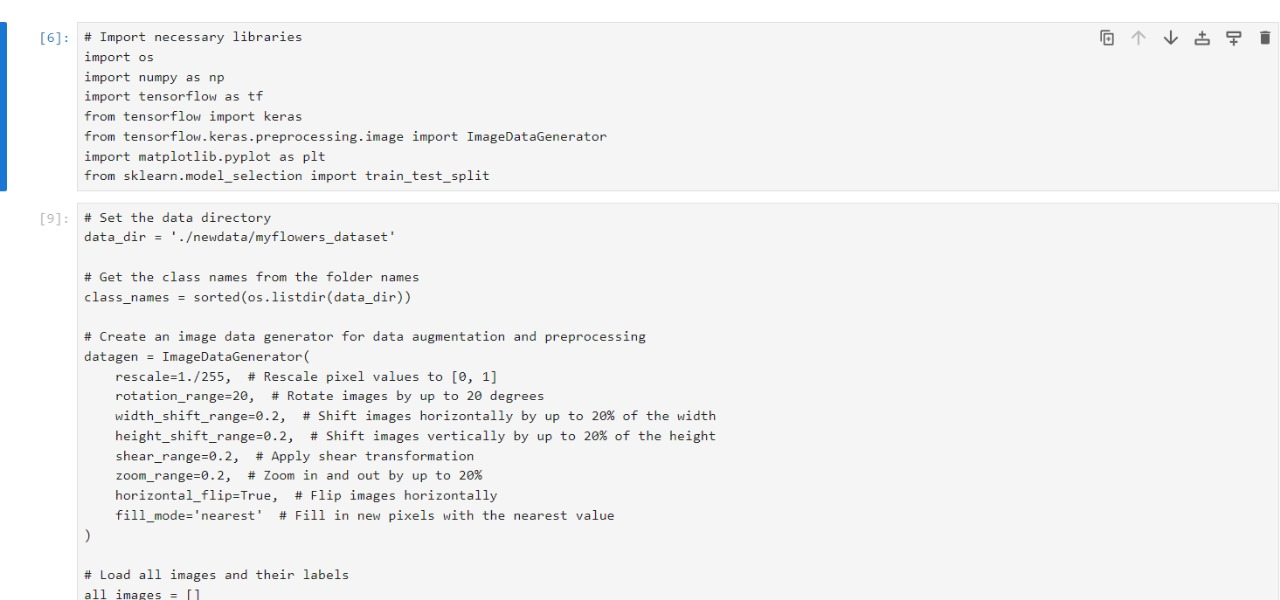 [6]:
# Import necessary libraries
import os
import numpy as np
import tensorflow as tf
from tensorflow import keras
from tensorflow.keras.preprocessing.image import ImageDataGenerator
import matplotlib.pyplot as plt
from sklearn.model_selection import train_test_split
[9]:
# Set the data directory
data_dir = './newdata/myflowers_dataset'
# Get the class names from the folder names
class_names = sorted(os.listdir(data_dir))
# Create an image data generator for data augmentation and preprocessing
datagen = ImageDataGenerator(
    rescale=1./255,  # Rescale pixel values to [0, 1]
    rotation_range=20,  # Rotate images by up to 20 degrees
    width_shift_range=0.2,  # Shift images horizontally by up to 20% of the width
    height_shift_range=0.2,  # Shift images vertically by up to 20% of the height
    shear_range=0.2,  # Apply shear transformation
    zoom_range=0.2,  # Zoom in and out by up to 20%
    horizontal_flip=True,  # Flip images horizontally
    fill_mode='nearest'  # Fill in new pixels with the nearest value
)
# Load all images and their labels
all_images = []